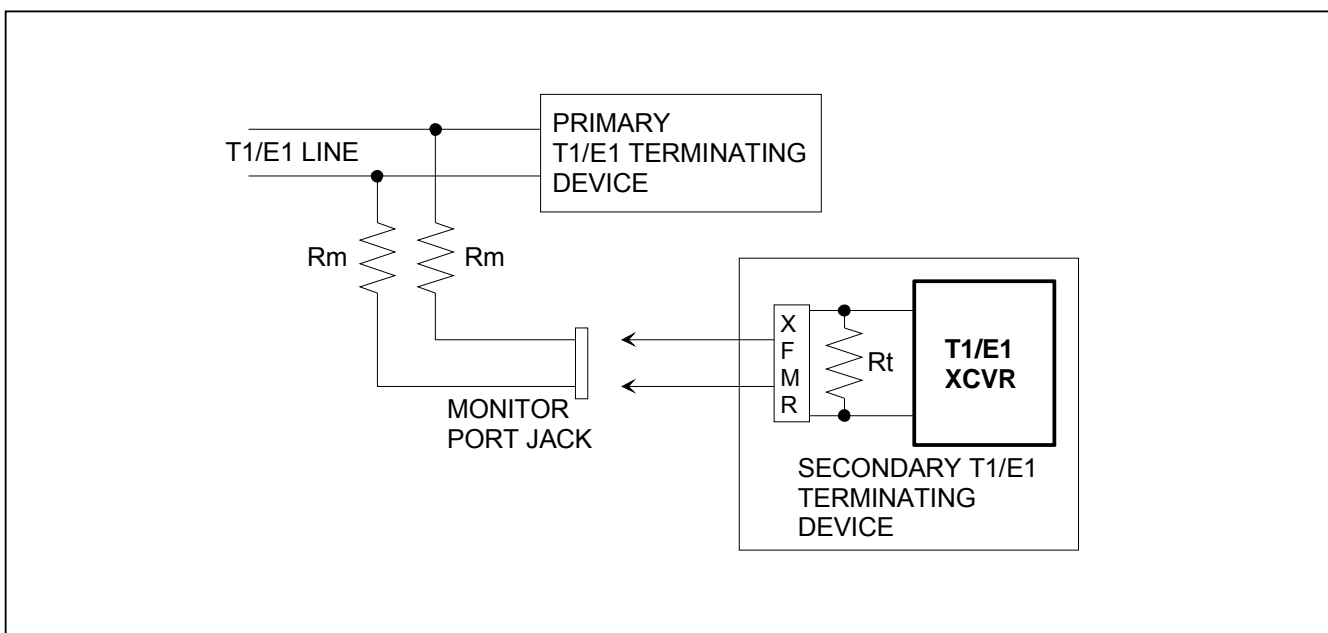 PRIMARY
T1/E1 TERMINATING
DEVICE
T1/E1 LINE
Rm
Rm
MONITOR
PORT JACK
X
F
M
R
Rt
T1/E1
XCVR
SECONDARY T1/E1
TERMINATING
DEVICE